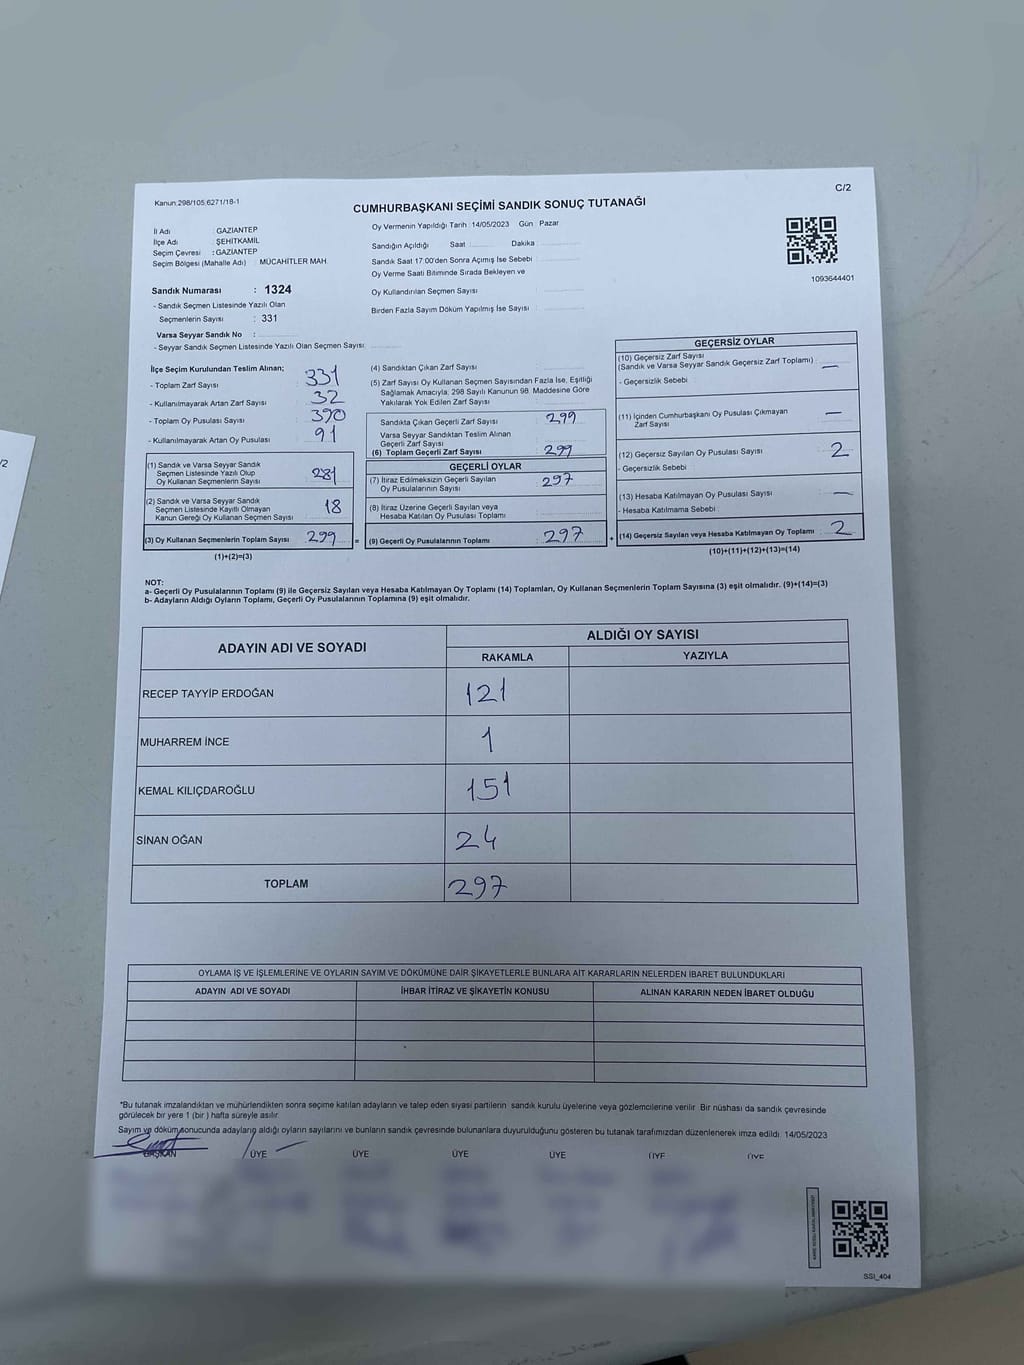 C/2
Kanun:298/105,6271/18-1
CUMHURBAŞKANI SEÇİMİ SANDIK SONUÇ TUTANAĞI
İl Adı : GAZİANTEP
İlçe Adı : ŞEHİTKAMİL
Seçim Çevresi : GAZİANTEP
Seçim Bölgesi (Mahalle Adı) : MÜCAHİTLER MAH.
Sandık Numarası : 1324
- Sandık Seçmen Listesinde Yazılı Olan
Seçmenlerin Sayısı : 331
Varsa Seyyar Sandık No :
- Seyyar Sandık Seçmen Listesinde Yazılı Olan Seçmen Sayısı:
Oy Vermenin Yapıldığı Tarih :14/05/2023 Gün : Pazar
Sandığın Açıldığı Saat : Dakika :
Sandık Saat 17:00'den Sonra Açımış İse Sebebi :
Oy Verme Saati Bitiminde Sırada Bekleyen ve
Oy Kullandırılan Seçmen Sayısı :
Birden Fazla Sayım Döküm Yapılmış İse Sayısı :
1093644401
İlçe Seçim Kurulundan Teslim Alınan;
- Toplam Zarf Sayısı : 331
- Kullanılmayarak Artan Zarf Sayısı : 32
- Toplam Oy Pusulası Sayısı : 390
- Kullanılmayarak Artan Oy Pusulası : 91
(1) Sandık ve Varsa Seyyar Sandık
Seçmen Listesinde Yazılı Olup
Oy Kullanan Seçmenlerin Sayısı : 281
(2) Sandık ve Varsa Seyyar Sandık
Seçmen Listesinde Kayıtlı Olmayan
Kanun Gereği Oy Kullanan Seçmen Sayısı : 18
(3) Oy Kullanan Seçmenlerin Toplam Sayısı : 299 =
(1)+(2)=(3)
(4) Sandıktan Çıkan Zarf Sayısı :
(5) Zarf Sayısı Oy Kullanan Seçmen Sayısından Fazla İse, Eşitliği
Sağlamak Amacıyla; 298 Sayılı Kanunun 98. Maddesine Göre
Yakılarak Yok Edilen Zarf Sayısı :
Sandıkta Çıkan Geçerli Zarf Sayısı : 299
Varsa Seyyar Sandıktan Teslim Alınan
Geçerli Zarf Sayısı :
(6) Toplam Geçerli Zarf Sayısı : 299
GEÇERLİ OYLAR
(7) İtiraz Edilmeksizin Geçerli Sayılan
Oy Pusulalarının Sayısı : 297
(8) İtiraz Üzerine Geçerli Sayılan veya
Hesaba Katılan Oy Pusulası Toplamı :
(9) Geçerli Oy Pusulalarının Toplamı : 297 +
GEÇERSİZ OYLAR
(10) Geçersiz Zarf Sayısı
(Sandık ve Varsa Seyyar Sandık Geçersiz Zarf Toplamı) : —
- Geçersizlik Sebebi :
(11) İçinden Cumhurbaşkanı Oy Pusulası Çıkmayan
Zarf Sayısı : —
(12) Geçersiz Sayılan Oy Pusulası Sayısı : 2
- Geçersizlik Sebebi :
(13) Hesaba Katılmayan Oy Pusulası Sayısı : —
- Hesaba Katılmama Sebebi :
(14) Geçersiz Sayılan veya Hesaba Katılmayan Oy Toplamı : 2
(10)+(11)+(12)+(13)=(14)
NOT:
a- Geçerli Oy Pusulalarının Toplamı (9) ile Geçersiz Sayılan veya Hesaba Katılmayan Oy Toplamı (14) Toplamları, Oy Kullanan Seçmenlerin Toplam Sayısına (3) eşit olmalıdır. (9)+(14)=(3)
b- Adayların Aldığı Oyların Toplamı, Geçerli Oy Pusulalarının Toplamına (9) eşit olmalıdır.
ADAYIN ADI VE SOYADI
ALDIĞI OY SAYISI
RAKAMLA YAZIYLA
RECEP TAYYİP ERDOĞAN 121
MUHARREM İNCE 1
KEMAL KILIÇDAROĞLU 151
SİNAN OĞAN 24
TOPLAM 297
OYLAMA İŞ VE İŞLEMLERİNE VE OYLARIN SAYIM VE DÖKÜMÜNE DAİR ŞİKAYETLERLE BUNLARA AİT KARARLARIN NELERDEN İBARET BULUNDUKLARI
ADAYIN ADI VE SOYADI İHBAR İTİRAZ VE ŞİKAYETİN KONUSU ALINAN KARARIN NEDEN İBARET OLDUĞU
*Bu tutanak imzalandıktan ve mühürlendikten sonra seçime katılan adayların ve talep eden siyasi partilerin sandık kurulu üyelerine veya gözlemcilerine verilir. Bir nüshası da sandık çevresinde
görülecek bir yere 1 (bir) hafta süreyle asılır.
Sayım ve döküm sonucunda adayların aldığı oyların sayılarını ve bunların sandık çevresinde bulunanlara duyurulduğunu gösteren bu tutanak tarafımızdan düzenlenerek imza edildi. 14/05/2023
BAŞKAN ÜYE ÜYE ÜYE ÜYE ÜYE ÜYE
SSI_404